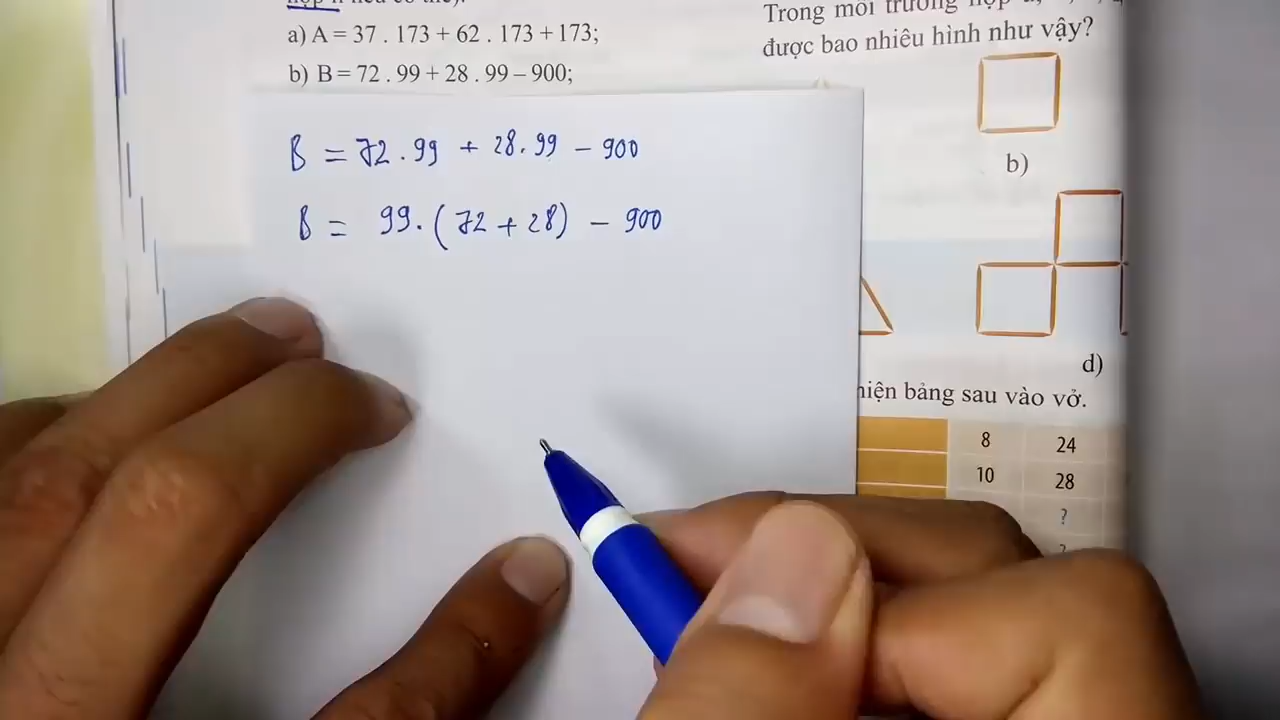 a) A = 37 . 173 + 62 . 173 + 173;
b) B = 72 . 99 + 28 . 99 – 900;
B = 72 . 99 + 28 . 99 – 900
B = 99 . (72 + 28) – 900
Trong mỗi trường hợp
được bao nhiêu hình như vậy?
b)
d)
hiện bảng sau vào vở.
8 24
10 28
?
?